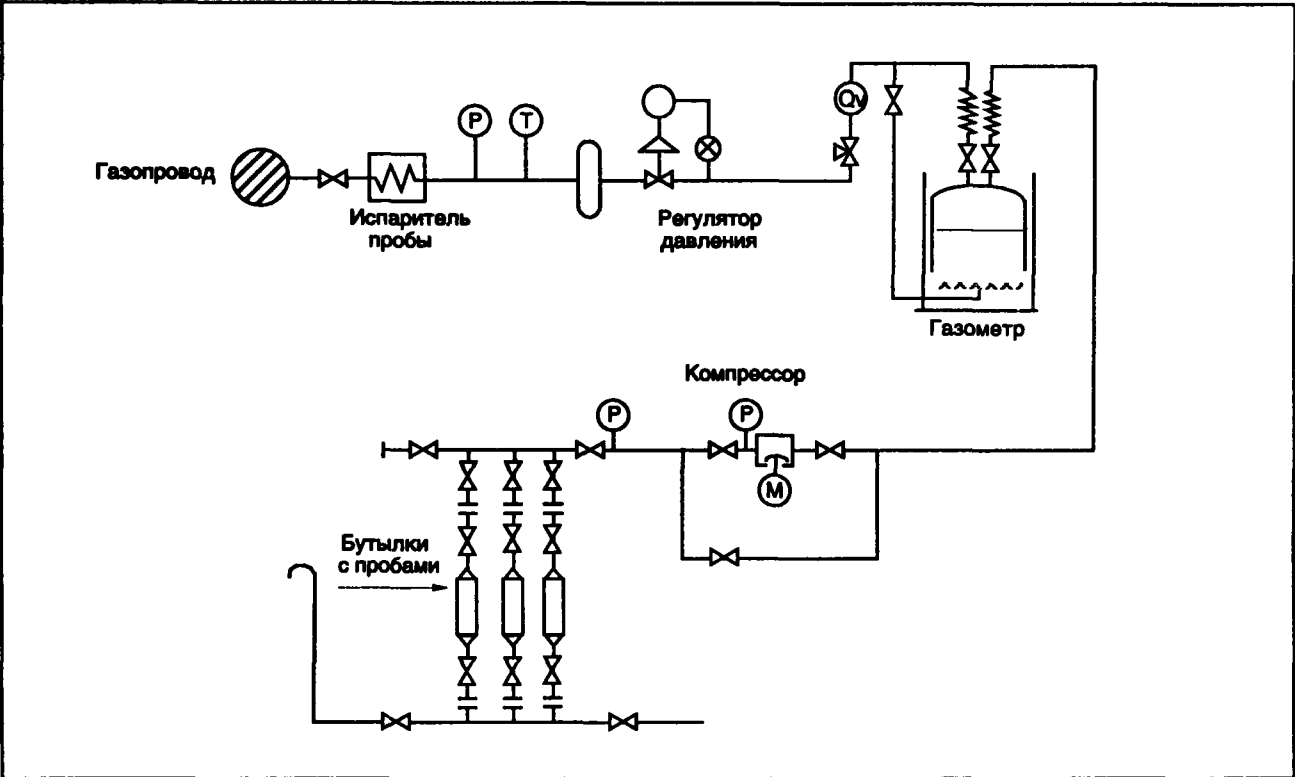 Газопровод
P
T
Qv
Испаритель
пробы
Регулятор
давления
Газометр
Компрессор
P
P
M
Бутылки
с пробами